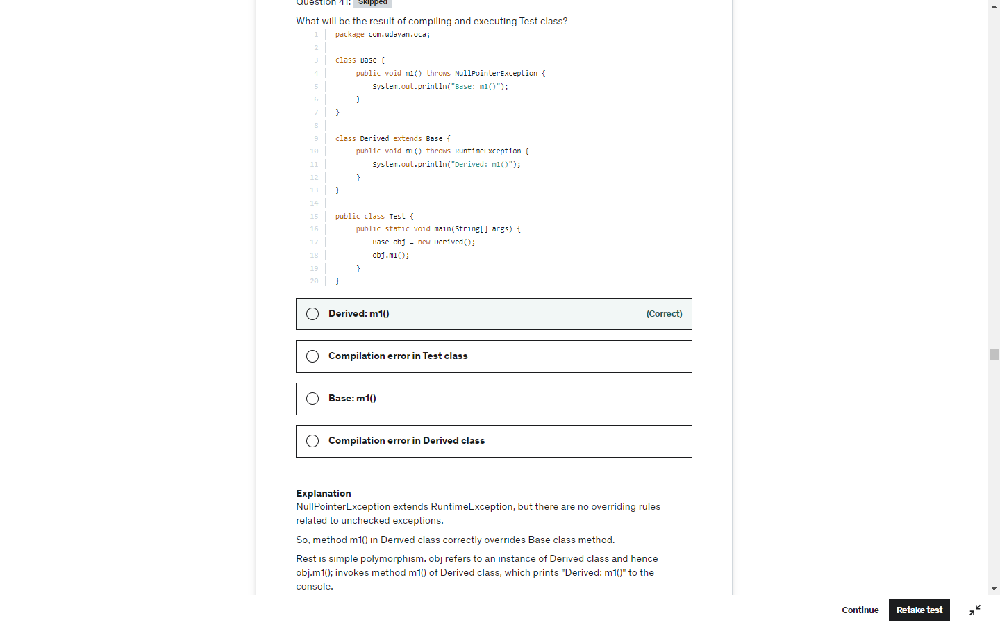 Question 41: Skipped
What will be the result of compiling and executing Test class?
1 package com.udayan.oca;
2
3 class Base {
4 public void m1() throws NullPointerException {
5 System.out.println("Base: m1()");
6 }
7 }
8
9 class Derived extends Base {
10 public void m1() throws RuntimeException {
11 System.out.println("Derived: m1()");
12 }
13 }
14
15 public class Test {
16 public static void main(String[] args) {
17 Base obj = new Derived();
18 obj.m1();
19 }
20 }
Derived: m1() (Correct)
Compilation error in Test class
Base: m1()
Compilation error in Derived class
Explanation
NullPointerException extends RuntimeException, but there are no overriding rules
related to unchecked exceptions.
So, method m1() in Derived class correctly overrides Base class method.
Rest is simple polymorphism. obj refers to an instance of Derived class and hence
obj.m1(); invokes method m1() of Derived class, which prints "Derived: m1()" to the
console.
Continue Retake test